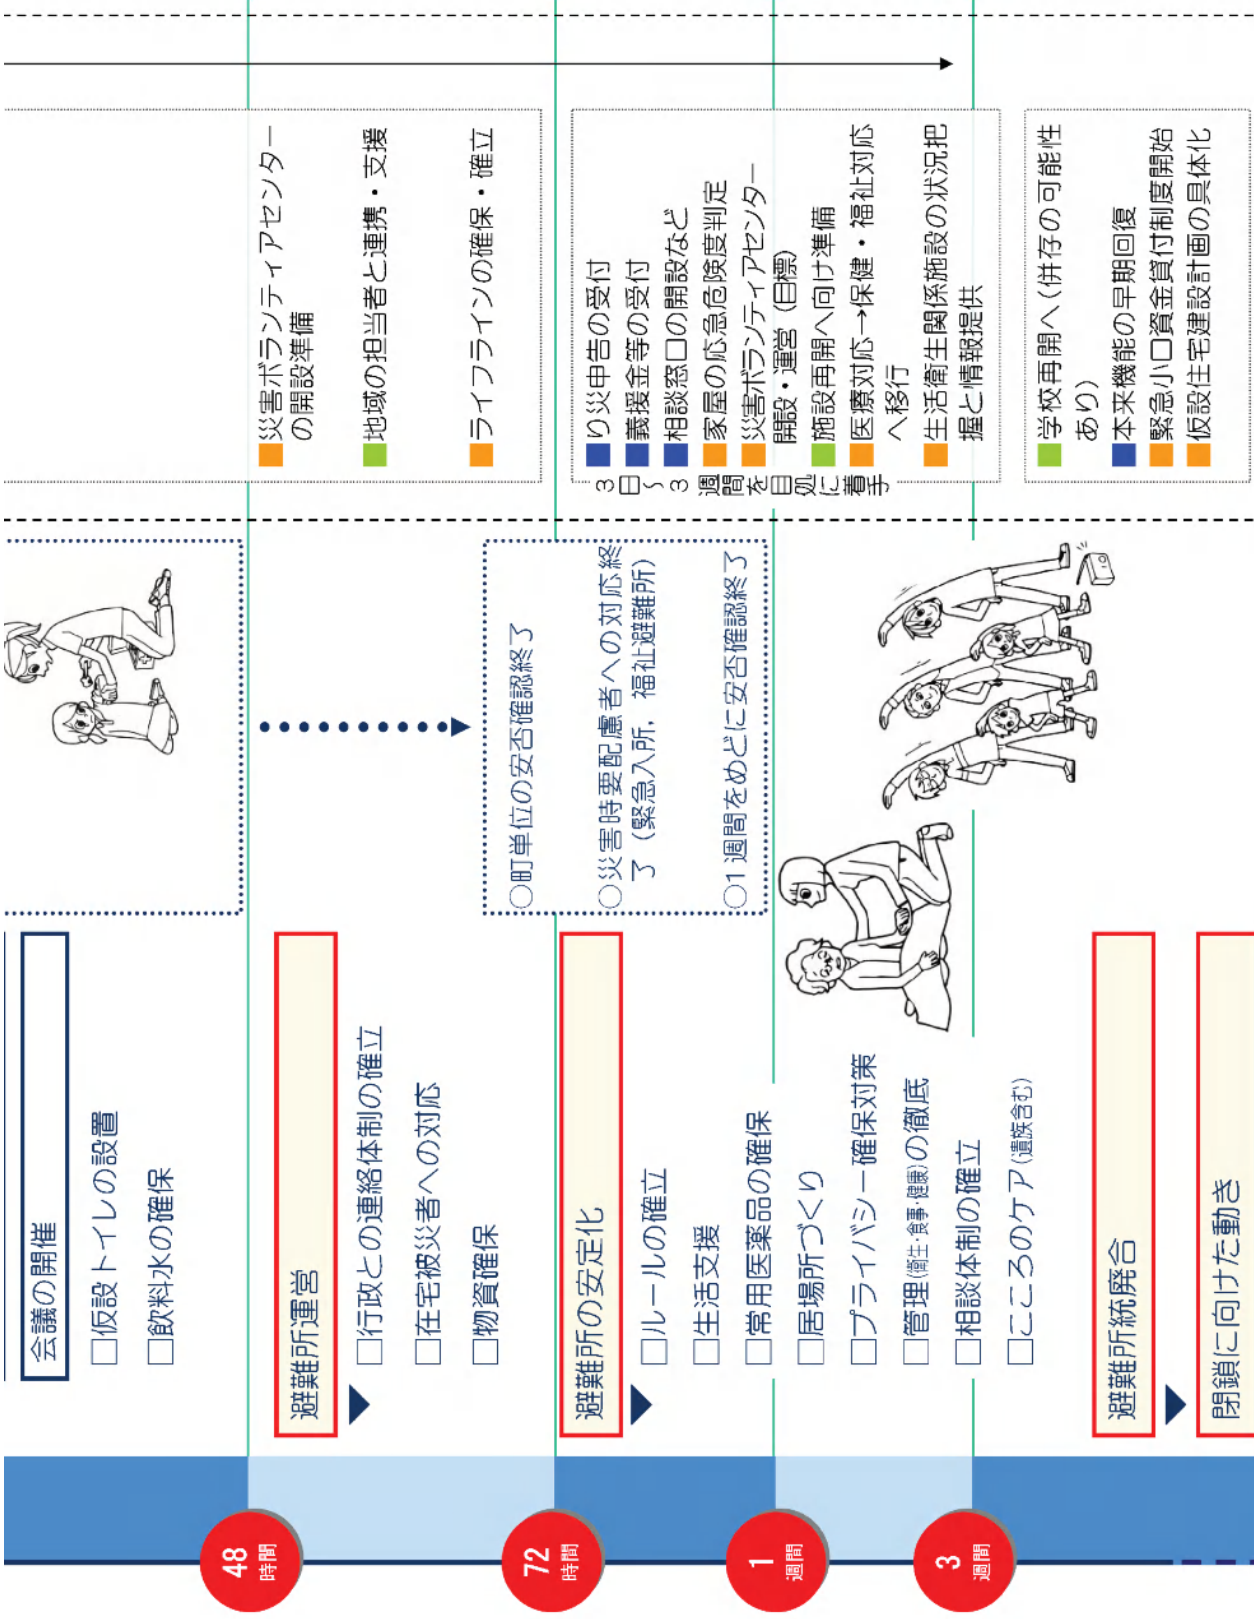 48
時間
72
時間
1
週間
3
週間
会議の開催
□仮設トイレの設置
□飲料水の確保
避難所運営
□行政との連絡体制の確立
□在宅被災者への対応
□物資確保
避難所の安定化
□ルールの確立
□生活支援
□常用医薬品の確保
□居場所づくり
□プライバシー確保対策
□管理(衛生・食事・健康)の徹底
□相談体制の確立
□こころのケア(遺族含む)
避難所統廃合
閉鎖に向けた動き
○町単位の安否確認終了
○災害時要配慮者への対応終
了（緊急入所，福祉避難所）
○1週間をめどに安否確認終了
災害ボランティアセンター
の開設準備
地域の担当者と連携・支援
ライフラインの確保・確立
3日～3週間を目処に着手
り災申告の受付
義援金等の受付
相談窓口の開設など
家屋の応急危険度判定
災害ボランティアセンター
開設・運営（目標）
施設再開へ向け準備
医療対応→保健・福祉対応
へ移行
生活衛生関係施設の状況把
握と情報提供
学校再開へ(併存の可能性
あり)
本来機能の早期回復
緊急小口資金貸付制度開始
仮設住宅建設計画の具体化